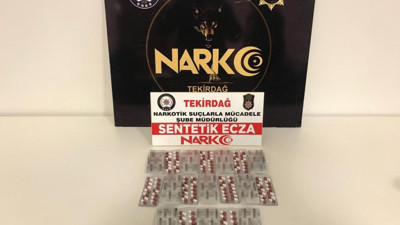 NARKO
TEKİRDAĞ
TEKİRDAĞ
NARKOTİK SUÇLARLA MÜCADELE
ŞUBE MÜDÜRLÜĞÜ
SENTETİK ECZA
NARKO